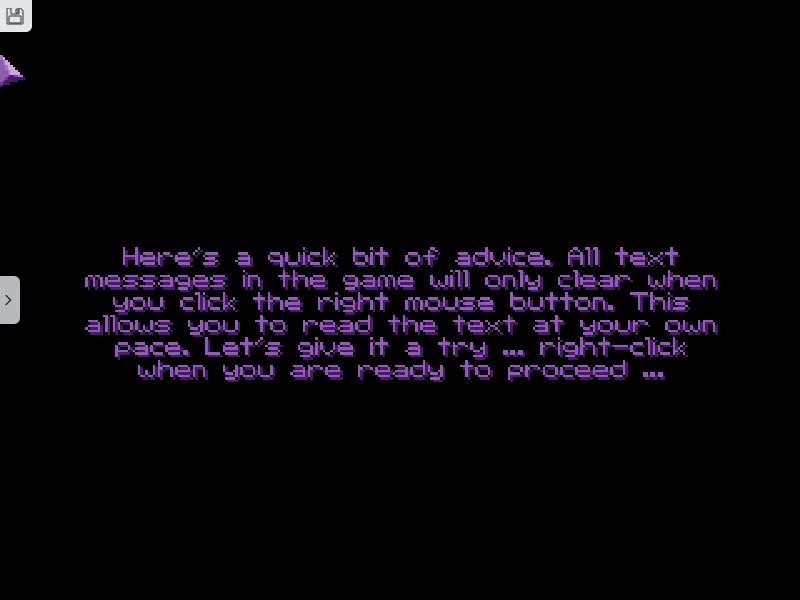 Here's a quick bit of advice. All text
messages in the game will only clear when
you click the right mouse button. This
allows you to read the text at your own
pace. Let's give it a try ... right-click
when you are ready to proceed ...